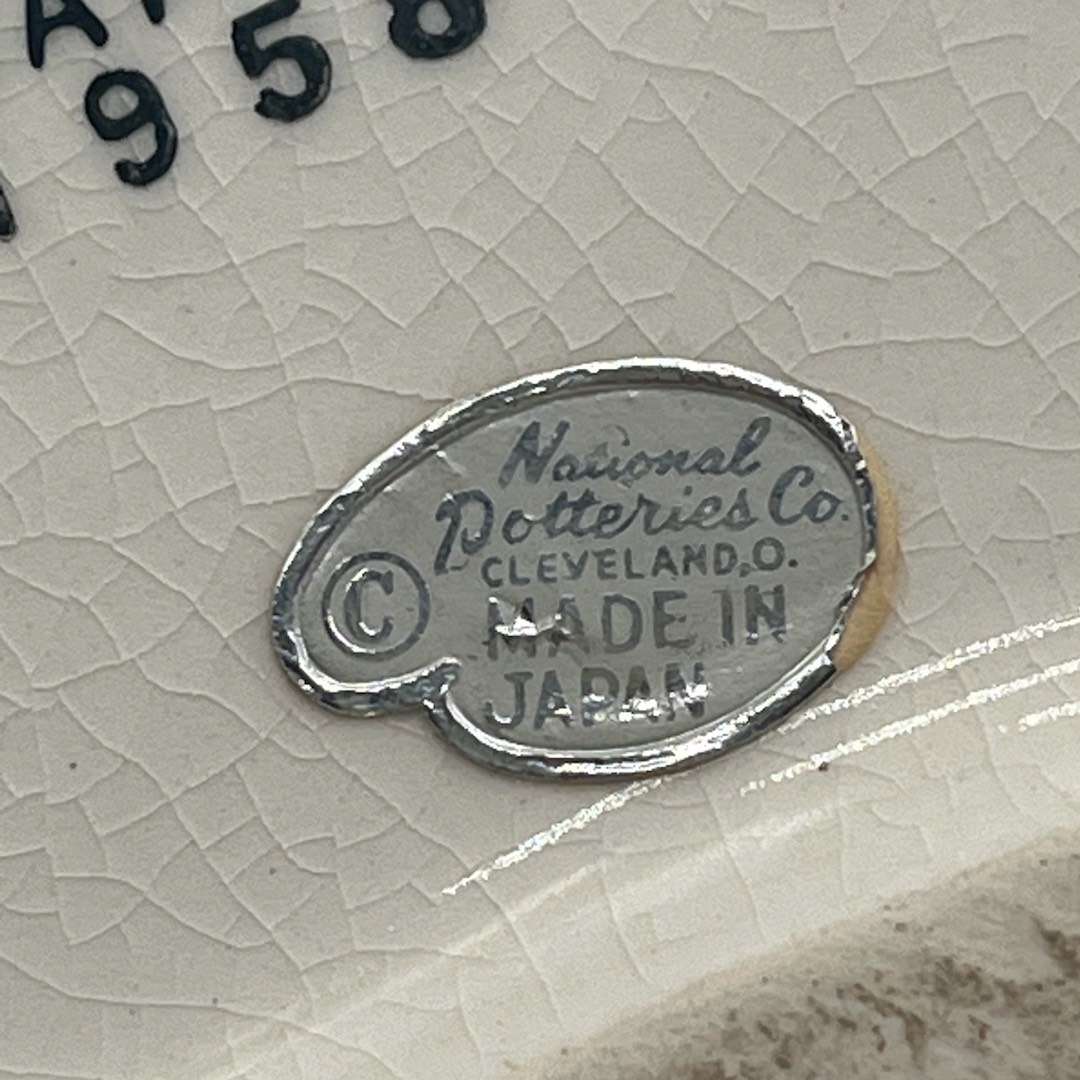 958
National
Potteries Co.
CLEVELAND, O.
©
MADE IN
JAPAN